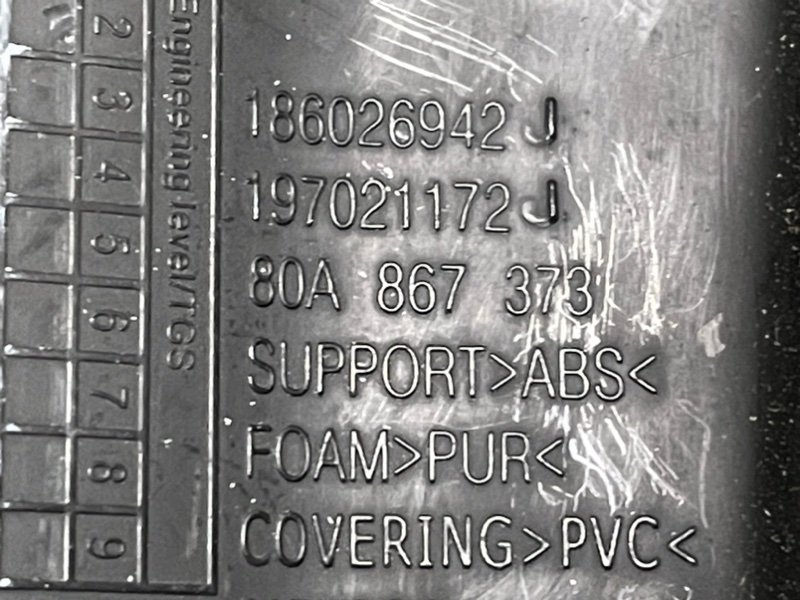 2
3
4
5
6
7
8
9
Engineering level/TGS
186026942 J
197021172 J
80A 867 373
SUPPORT>ABS<
FOAM>PUR<
COVERING>PVC<